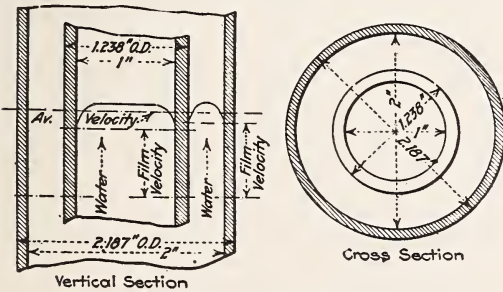 1.238" O.D.
1"
Av.
Velocity
Film
Velocity
Water
Water
Film
Velocity
2.187" O.D.
2"
Vertical Section
2"
1.238"
1"
2.187"
Cross Section